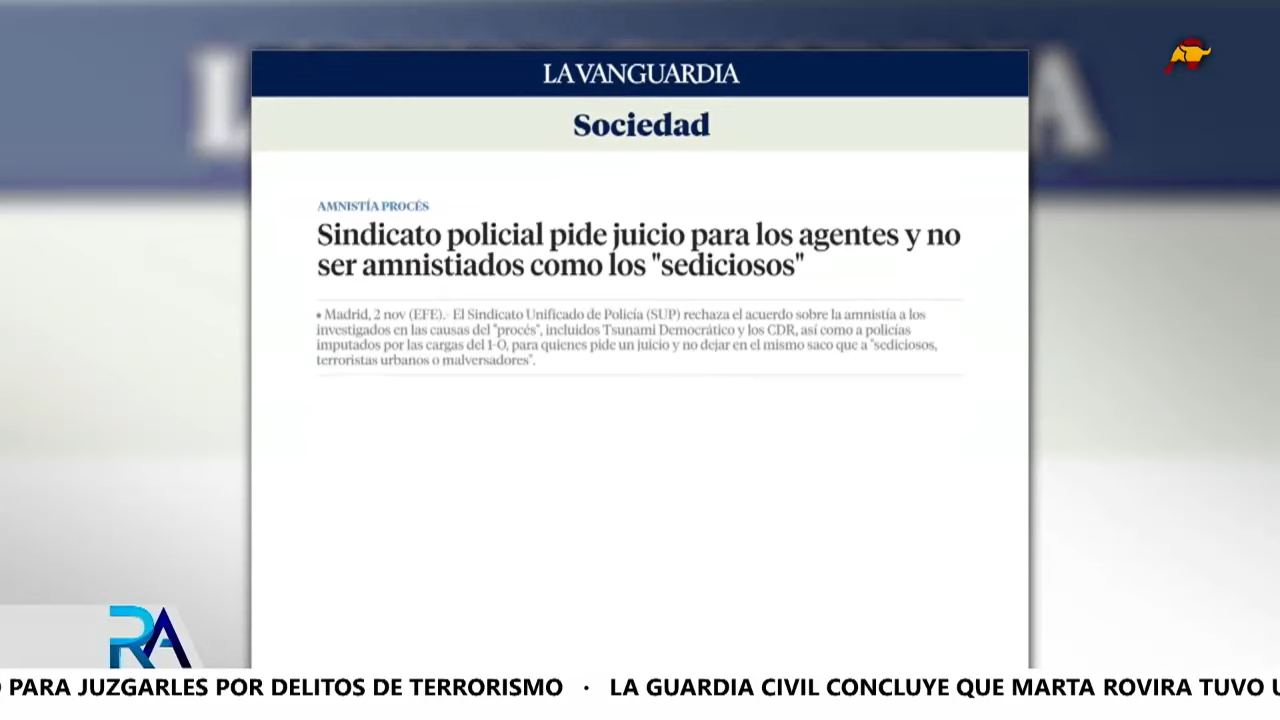 LA VANGUARDIA
Sociedad
AMNISTÍA PROCÉS
Sindicato policial pide juicio para los agentes y no
ser amnistiados como los "sediciosos"
• Madrid, 2 nov (EFE).- El Sindicato Unificado de Policía (SUP) rechaza el acuerdo sobre la amnistía a los
investigados en las causas del "procés", incluidos Tsunami Democrático y los CDR, así como a policías
imputados por las cargas del 1-O, para quienes pide un juicio y no dejar en el mismo saco que a "sediciosos,
terroristas urbanos o malversadores".
RA
PARA JUZGARLES POR DELITOS DE TERRORISMO · LA GUARDIA CIVIL CONCLUYE QUE MARTA ROVIRA TUVO